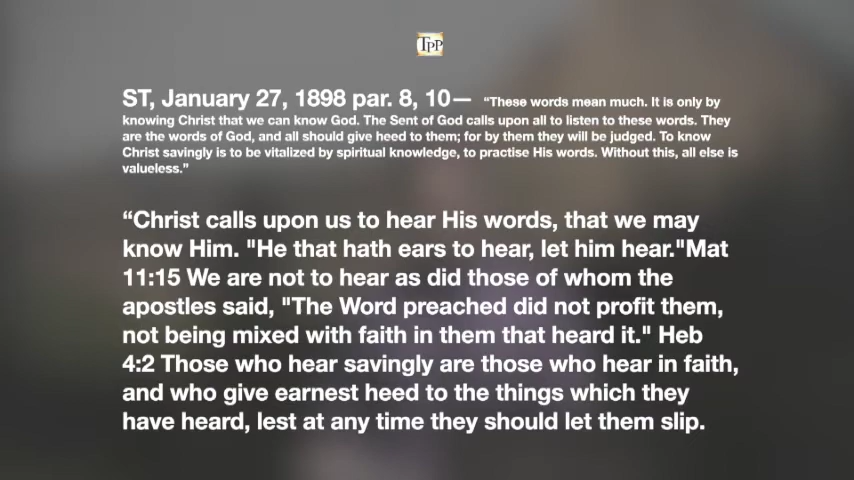 TPP
ST, January 27, 1898 par. 8, 10— “These words mean much. It is only by
knowing Christ that we can know God. The Sent of God calls upon all to listen to these words. They
are the words of God, and all should give heed to them; for by them they will be judged. To know
Christ savingly is to be vitalized by spiritual knowledge, to practise His words. Without this, all else is
valueless.”
“Christ calls upon us to hear His words, that we may
know Him. "He that hath ears to hear, let him hear."Mat
11:15 We are not to hear as did those of whom the
apostles said, "The Word preached did not profit them,
not being mixed with faith in them that heard it." Heb
4:2 Those who hear savingly are those who hear in faith,
and who give earnest heed to the things which they
have heard, lest at any time they should let them slip.